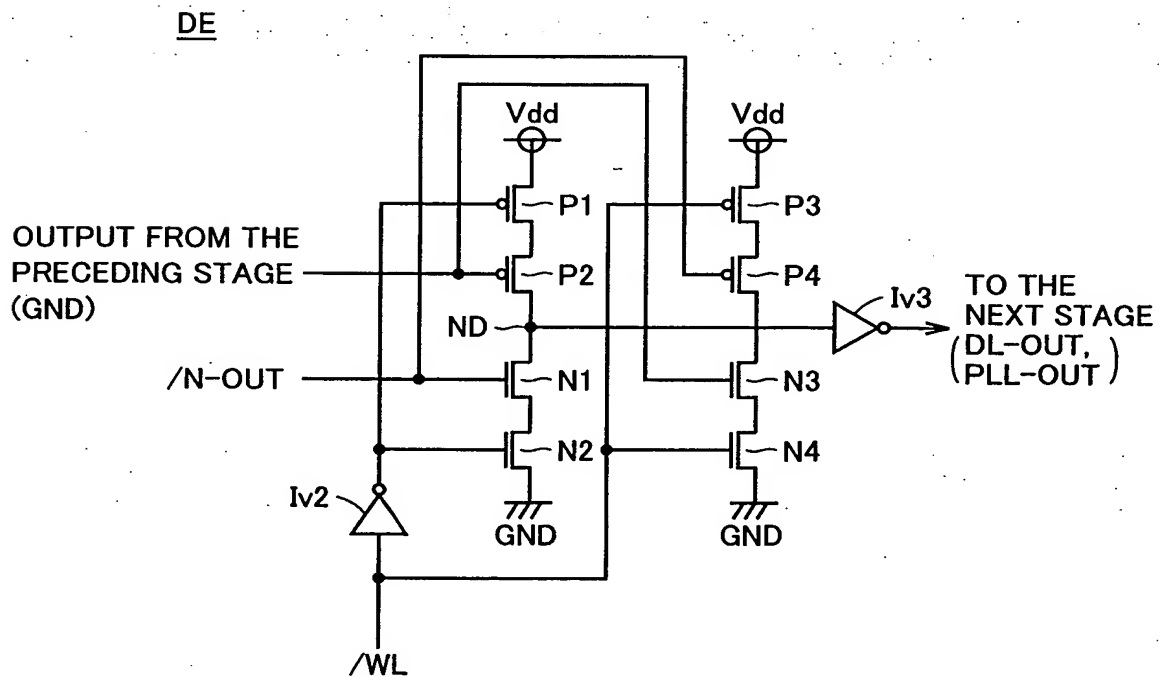 DE
Vdd
Vdd
P1
P3
OUTPUT FROM THE
PRECEDING STAGE
(GND)
P2
P4
Iv3
TO THE
NEXT STAGE
(DL-OUT,
PLL-OUT)
ND
/N-OUT
N1
N3
N2
N4
Iv2
GND
GND
/WL